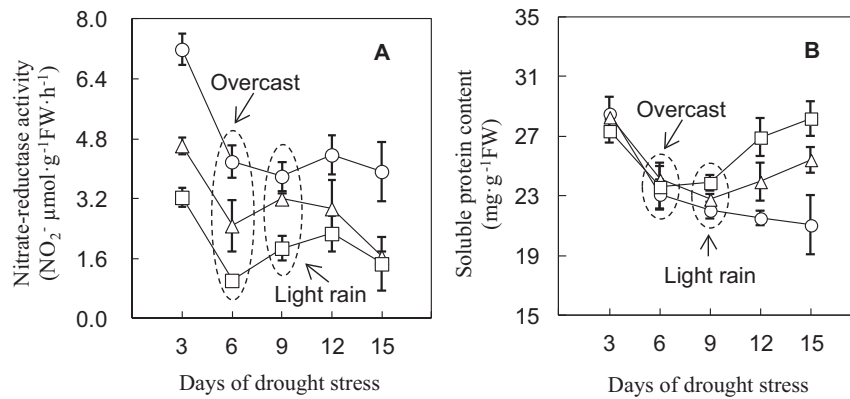 Nitrate-reductase activity
(NO₂⁻ μmol·g⁻¹FW·h⁻¹)
8.0
6.4
4.8
3.2
1.6
0.0
A
Overcast
Light rain
3 6 9 12 15
Days of drought stress
Soluble protein content
(mg·g⁻¹FW)
35
31
27
23
19
15
B
Overcast
Light rain
3 6 9 12 15
Days of drought stress